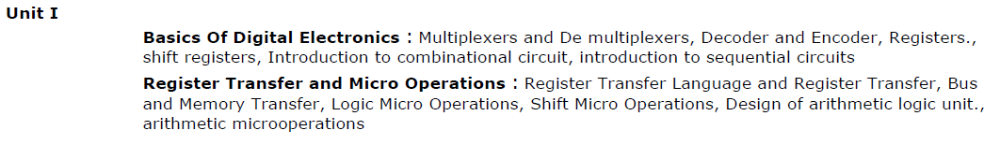 Unit I
Basics Of Digital Electronics : Multiplexers and De multiplexers, Decoder and Encoder, Registers.,
shift registers, Introduction to combinational circuit, introduction to sequential circuits
Register Transfer and Micro Operations : Register Transfer Language and Register Transfer, Bus
and Memory Transfer, Logic Micro Operations, Shift Micro Operations, Design of arithmetic logic unit.,
arithmetic microoperations